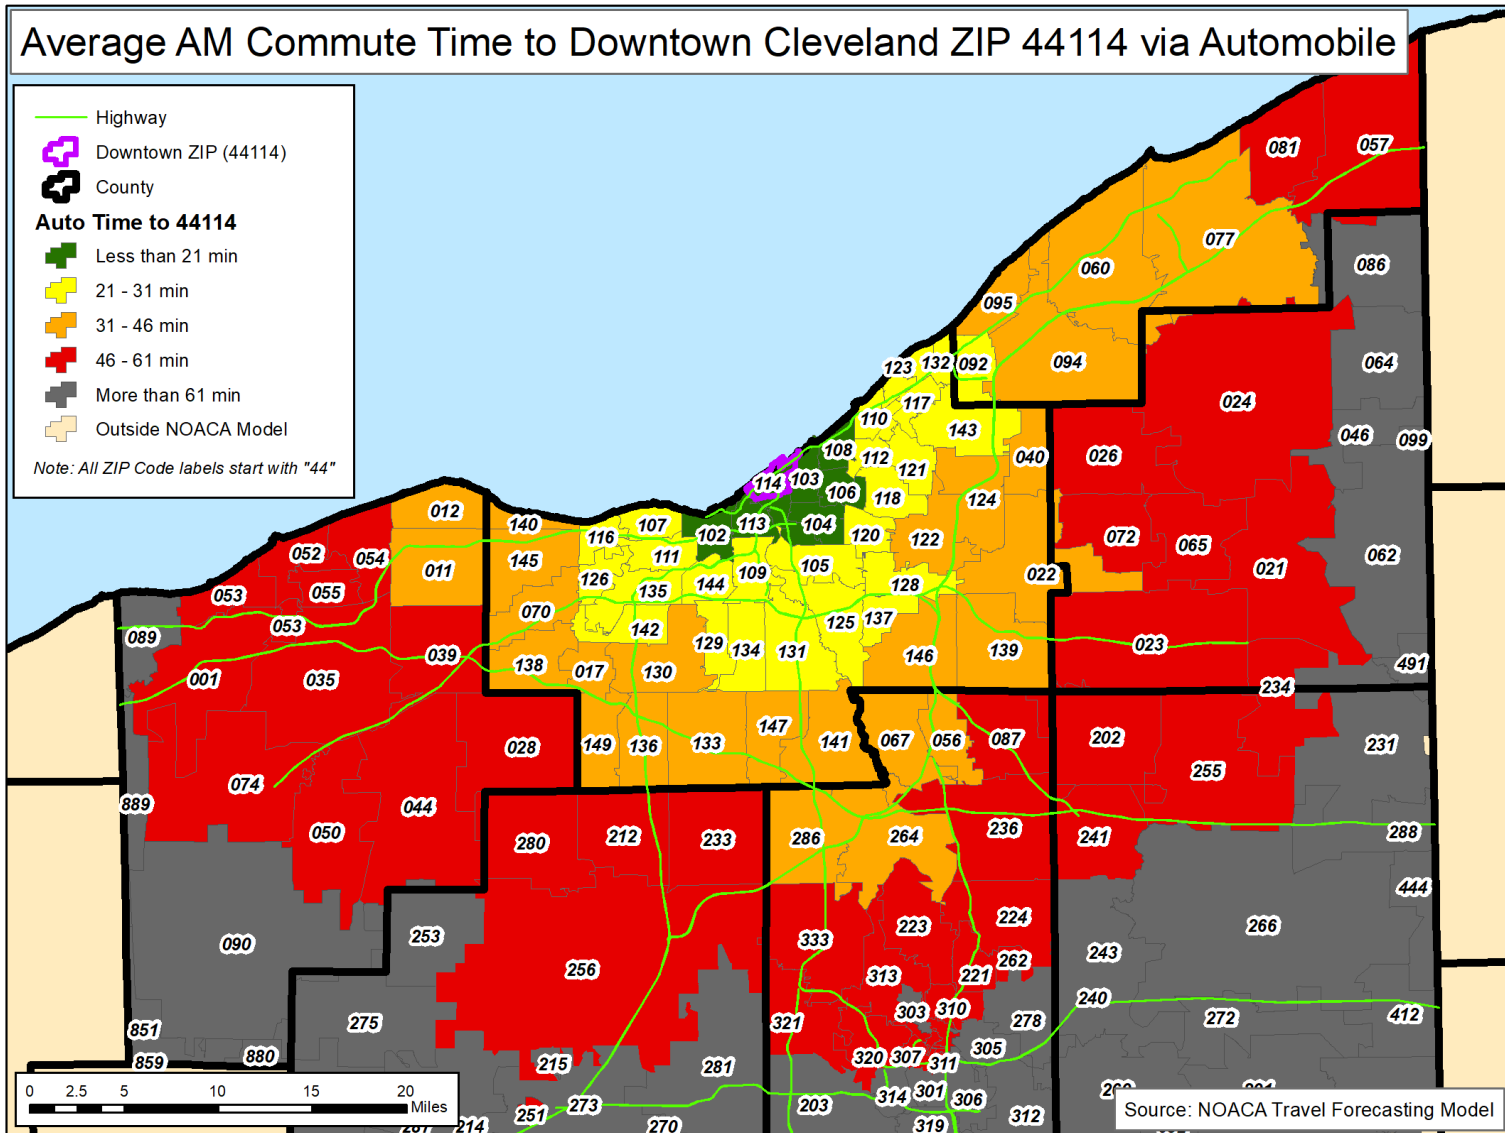 Average AM Commute Time to Downtown Cleveland ZIP 44114 via Automobile
Highway
Downtown ZIP (44114)
County
Auto Time to 44114
Less than 21 min
21 - 31 min
31 - 46 min
46 - 61 min
More than 61 min
Outside NOACA Model
Note: All ZIP Code labels start with "44"
081 057
077
060 086
095
123 132 092 094 064
117 024
110 143
108 112 040 026 046 099
114 103 121
106 118 124
012 140 107 113 102 104 120 122 072 065 062
116
052 054 011 145 111 105 021
053 055 126 135 144 109 128 022
089 053 070 142 125 137
001 035 039 138 017 130 129 134 131 146 139 023 491
234
028 149 136 133 147 141 067 056 087 202 231
074 255
889 044
050 280 212 233 286 264 236 241 288
444
090 253 333 223 224 266
256 313 221 262 243
275 303 310 240
851 321 278 272 412
859 880 215 281 320 307 311 305
251 273 203 314 301 306 312
214 270 319
0 2.5 5 10 15 20
Miles
Source: NOACA Travel Forecasting Model